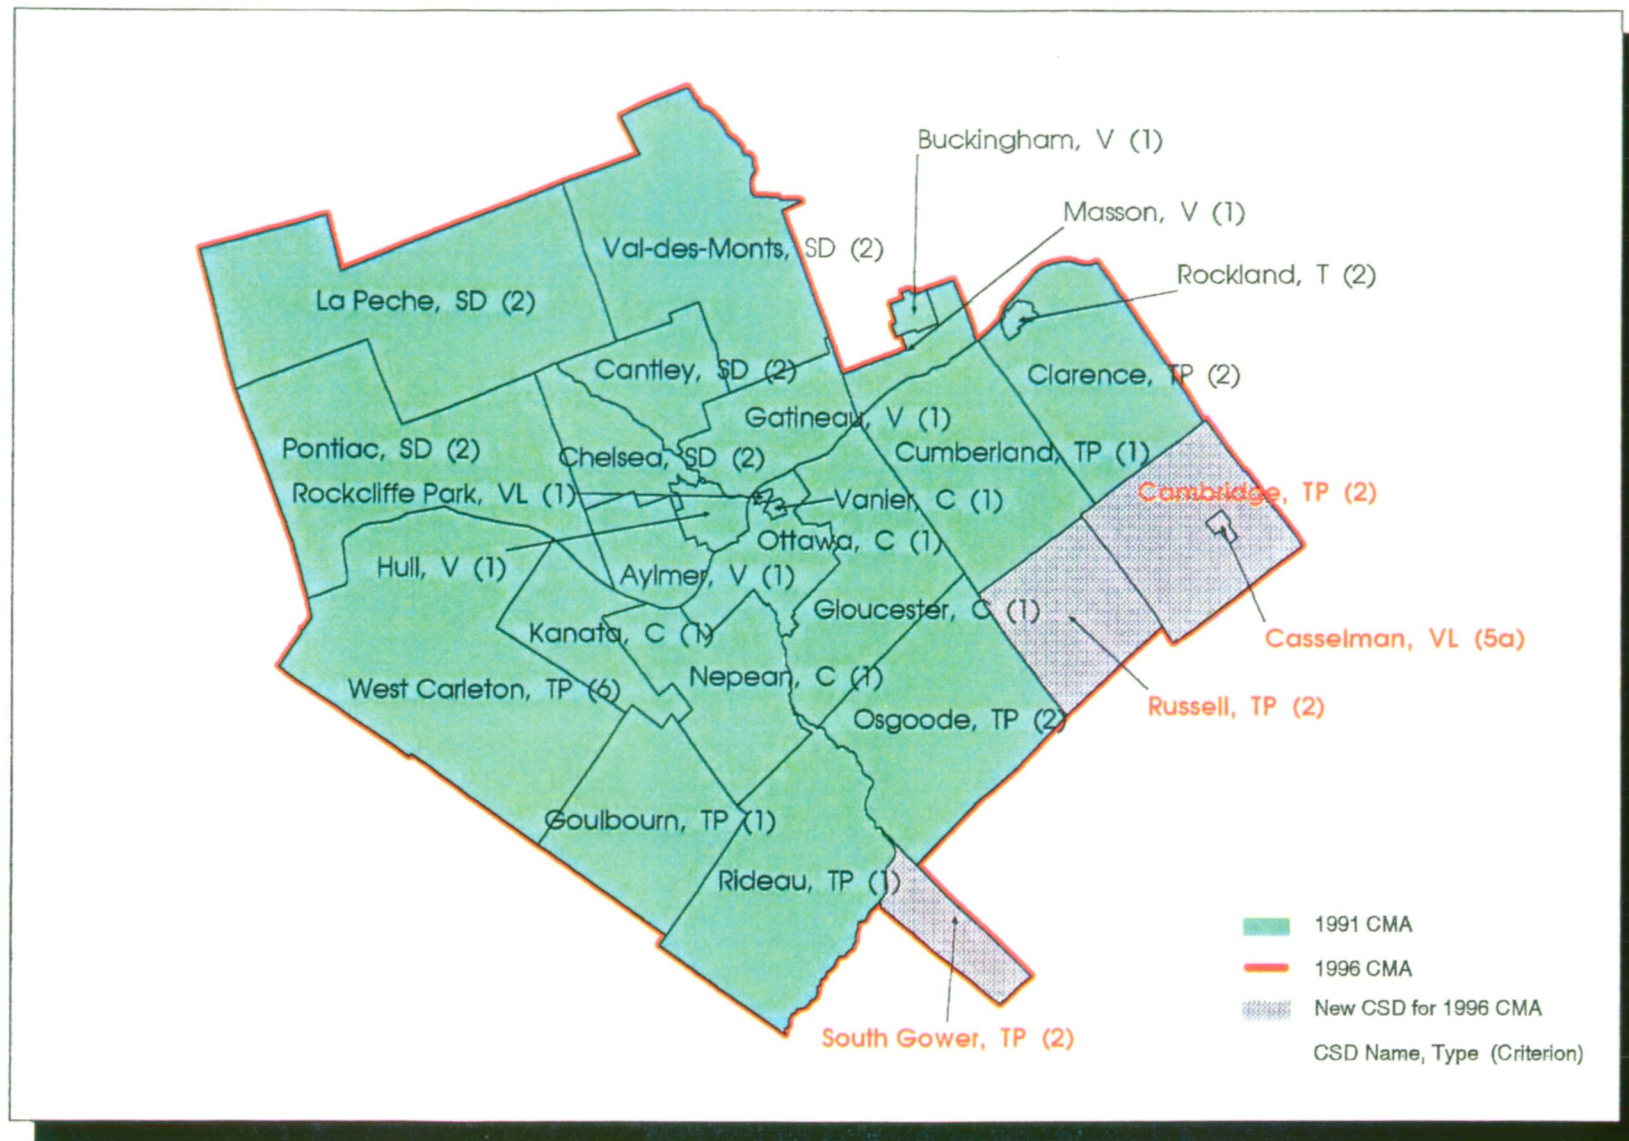 Buckingham, V (1)
Masson, V (1)
Val-des-Monts, SD (2)
Rockland, T (2)
La Peche, SD (2)
Cantley, SD (2)
Clarence, TP (2)
Gatineau, V (1)
Pontiac, SD (2)
Chelsea, SD (2)
Cumberland, TP (1)
Rockcliffe Park, VL (1)
Vanier, C (1)
Cambridge, TP (2)
Ottawa, C (1)
Hull, V (1)
Aylmer, V (1)
Gloucester, C (1)
Kanata, C (1)
Casselman, VL (5a)
Nepean, C (1)
West Carleton, TP (6)
Russell, TP (2)
Osgoode, TP (2)
Goulbourn, TP (1)
Rideau, TP (1)
South Gower, TP (2)
1991 CMA
1996 CMA
New CSD for 1996 CMA
CSD Name, Type (Criterion)